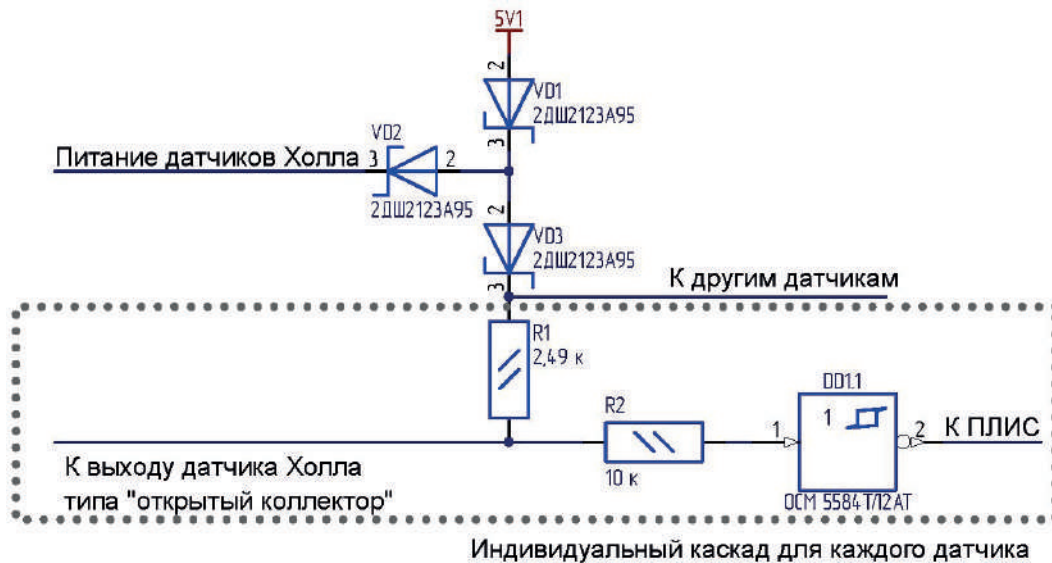 5V1
2
VD1
2ДШ2123А95
3
VD2
Питание датчиков Холла
3
2
2ДШ2123А95
2
VD3
2ДШ2123А95
3
К другим датчикам
R1
2,49 к
DD1.1
R2
1
1
2
К ПЛИС
10 к
К выходу датчика Холла
типа "открытый коллектор"
ОСМ 5584ТЛ2АТ
Индивидуальный каскад для каждого датчика